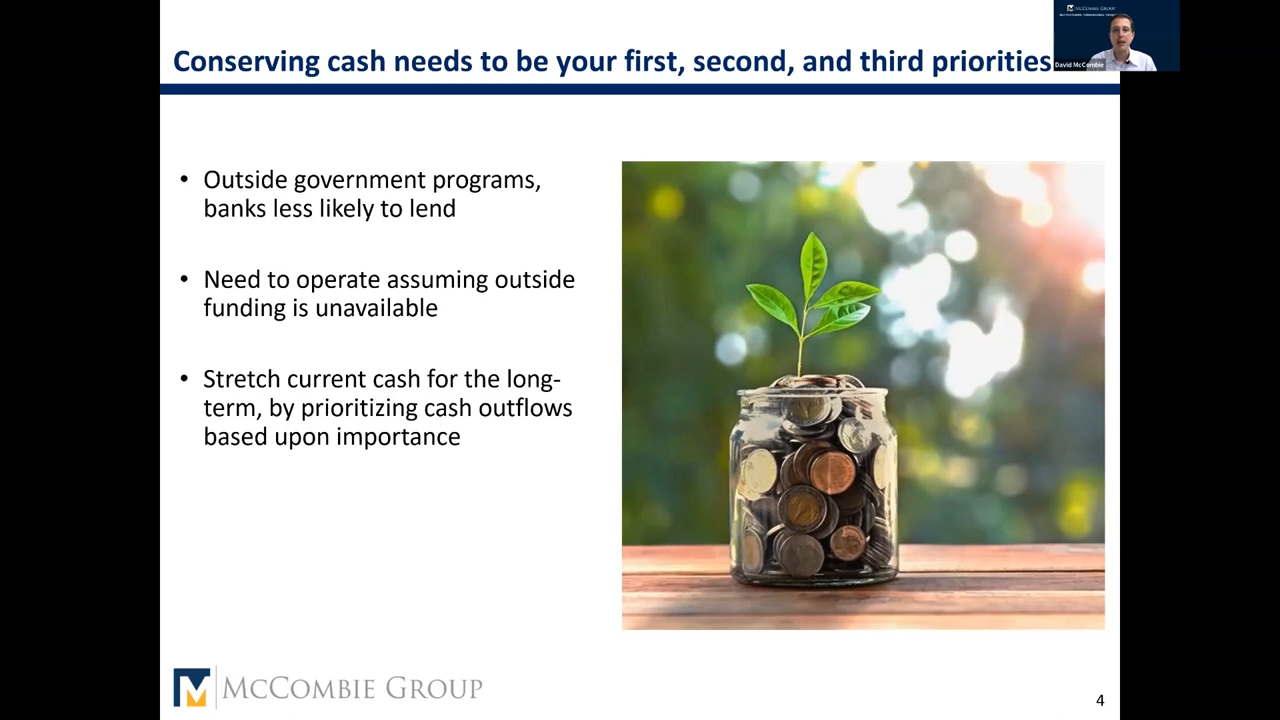 Conserving cash needs to be your first, second, and third priorities
McCombie Group
David McCombie
• Outside government programs,
banks less likely to lend
• Need to operate assuming outside
funding is unavailable
• Stretch current cash for the long-
term, by prioritizing cash outflows
based upon importance
McCombie Group
4